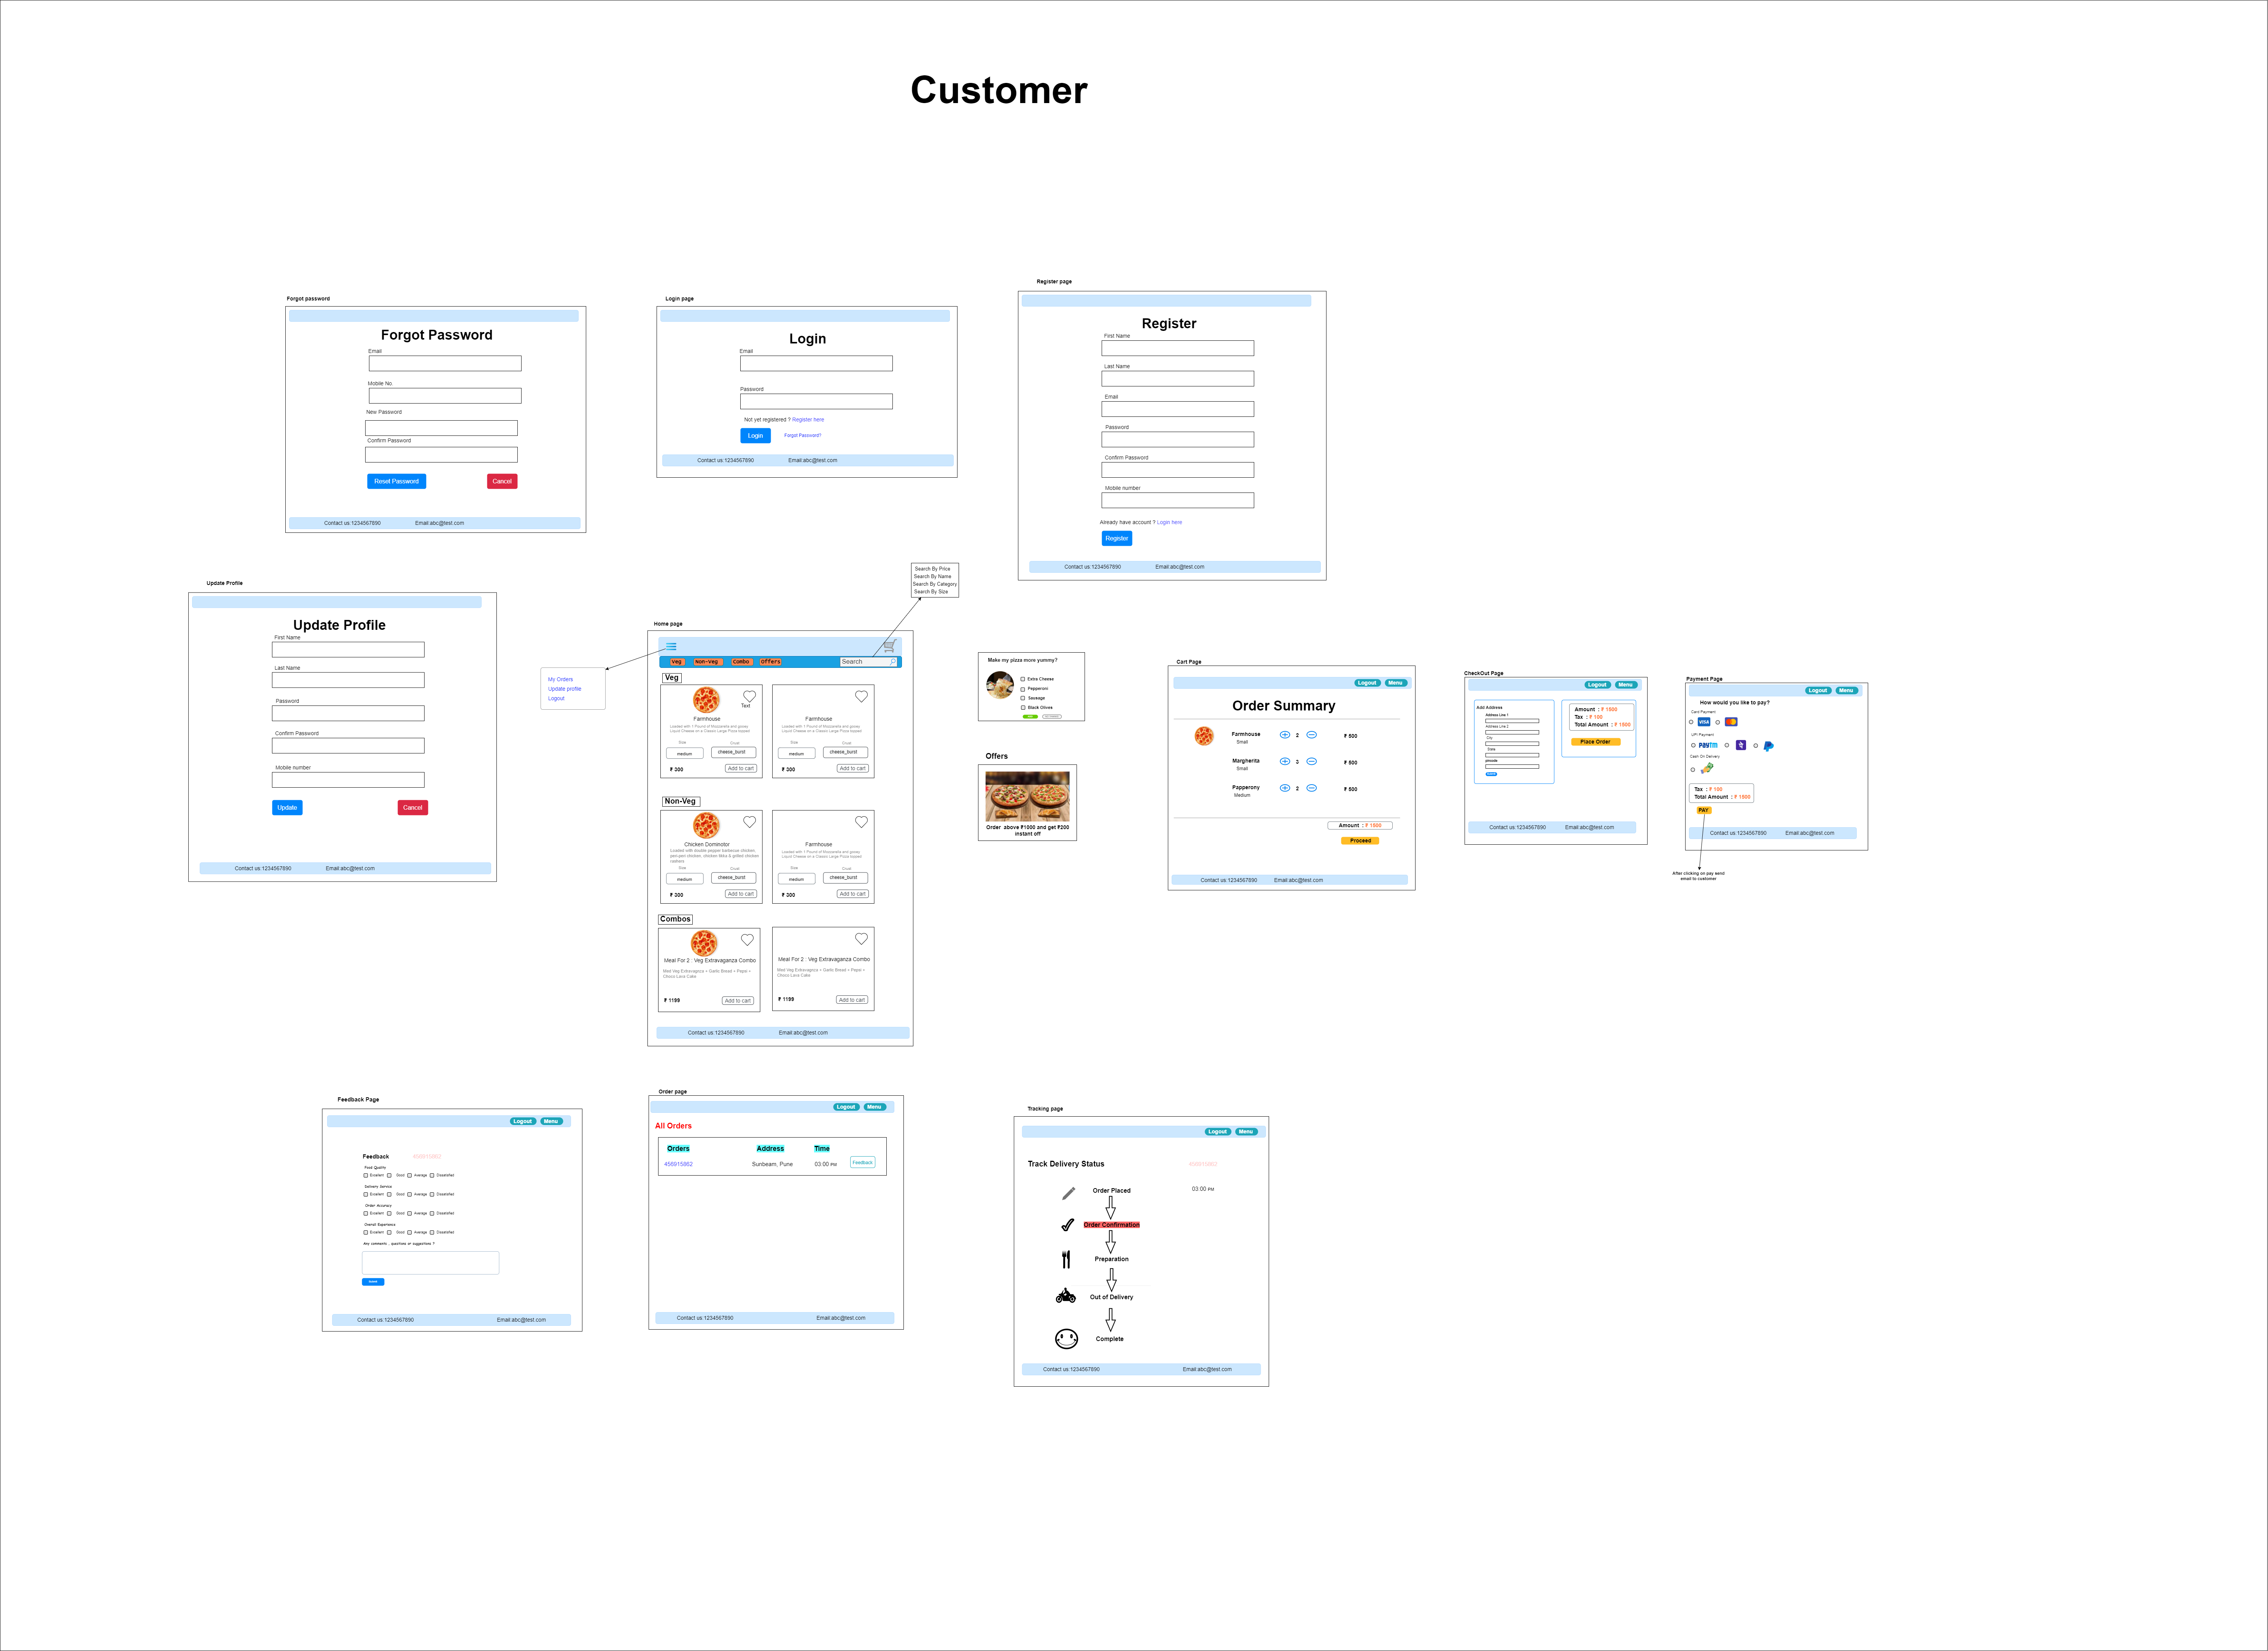 Customer
Forgot password
Forgot Password
Email
Mobile No.
New Password
Confirm Password
Reset Password
Cancel
Contact us:1234567890
Email:abc@test.com
Login page
Login
Email
Password
Not yet registered ? Register here
Login
Forgot Password?
Contact us:1234567890
Email:abc@test.com
Register page
Register
First Name
Last Name
Email
Password
Confirm Password
Mobile number
Already have account ? Login here
Register
Contact us:1234567890
Email:abc@test.com
Update Profile
Update Profile
First Name
Last Name
Password
Confirm Password
Mobile number
Update
Cancel
Contact us:1234567890
Email:abc@test.com
My Orders
Update profile
Logout
Search By Price
Search By Name
Search By Category
Search By Size
Home page
Veg
Non-Veg
Combo
Offers
Search
Veg
Text
Farmhouse
Loaded with 1 Pound of Mozzarella and gooey
Liquid Cheese on a Classic Large Pizza topped
Size
Crust
medium
cheese_burst
₹ 300
Add to cart
Farmhouse
Loaded with 1 Pound of Mozzarella and gooey
Liquid Cheese on a Classic Large Pizza topped
Size
Crust
medium
cheese_burst
₹ 300
Add to cart
Non-Veg
Chicken Dominotor
Loaded with double pepper barbecue chicken,
peri-peri chicken, chicken tikka & grilled chicken
rashers
Size
Crust
medium
cheese_burst
₹ 300
Add to cart
Farmhouse
Loaded with 1 Pound of Mozzarella and gooey
Liquid Cheese on a Classic Large Pizza topped
Size
Crust
medium
cheese_burst
₹ 300
Add to cart
Combos
Meal For 2 : Veg Extravaganza Combo
Med Veg Extravagnza + Garlic Bread + Pepsi +
Choco Lava Cake
₹ 1199
Add to cart
Meal For 2 : Veg Extravaganza Combo
Med Veg Extravagnza + Garlic Bread + Pepsi +
Choco Lava Cake
₹ 1199
Add to cart
Contact us:1234567890
Email:abc@test.com
Make my pizza more yummy?
Extra Cheese
Pepperoni
Sausage
Black Olives
Offers
Order above ₹1000 and get ₹200
instant off
Cart Page
Logout
Menu
Order Summary
Farmhouse
Small
2
₹ 500
Margherita
Small
3
₹ 500
Papperony
Medium
2
₹ 500
Amount : ₹ 1500
Proceed
Contact us:1234567890
Email:abc@test.com
CheckOut Page
Logout
Menu
Add Address
Address Line 1
Address Line 2
City
State
pincode
Amount : ₹ 1500
Tax : ₹ 100
Total Amount : ₹ 1600
Place Order
Contact us:1234567890
Email:abc@test.com
Payment Page
Logout
Menu
How would you like to pay?
Card Payment
VISA
UPI Payment
Paytm
Cash On Delivery
Tax : ₹ 100
Total Amount : ₹ 1600
PAY
Contact us:1234567890
Email:abc@test.com
After clicking on pay send
email to customer
Feedback Page
Logout
Menu
Feedback
456915862
Food Quality
Excellent Good Average Dissatisfied
Delivery Service
Excellent Good Average Dissatisfied
Order Accuracy
Excellent Good Average Dissatisfied
Overall Experience
Excellent Good Average Dissatisfied
Any comments , questions or suggestions ?
Contact us:1234567890
Email:abc@test.com
Order page
Logout
Menu
All Orders
Orders
Address
Time
456915862
Sunbeam, Pune
03:00 PM
Feedback
Contact us:1234567890
Email:abc@test.com
Tracking page
Logout
Menu
Track Delivery Status
456915862
Order Placed
03:00 PM
Order Confirmation
Preparation
Out of Delivery
Complete
Contact us:1234567890
Email:abc@test.com